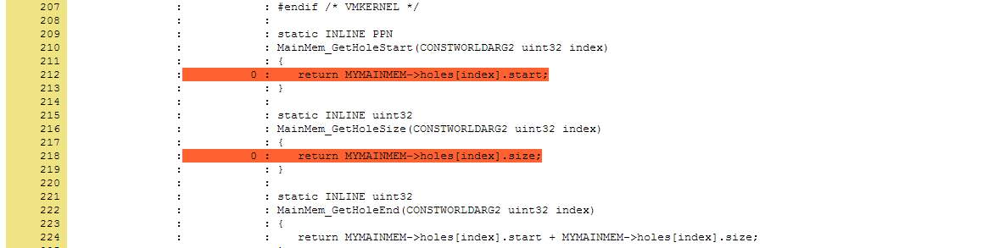 207 : : #endif /* VMKERNEL */
208 : :
209 : : static INLINE PPN
210 : : MainMem_GetHoleStart(CONSTWORLDARG2 uint32 index)
211 : : {
212 : 0 : return MYMAINMEM->holes[index].start;
213 : : }
214 : :
215 : : static INLINE uint32
216 : : MainMem_GetHoleSize(CONSTWORLDARG2 uint32 index)
217 : : {
218 : 0 : return MYMAINMEM->holes[index].size;
219 : : }
220 : :
221 : : static INLINE uint32
222 : : MainMem_GetHoleEnd(CONSTWORLDARG2 uint32 index)
223 : : {
224 : : return MYMAINMEM->holes[index].start + MYMAINMEM->holes[index].size;